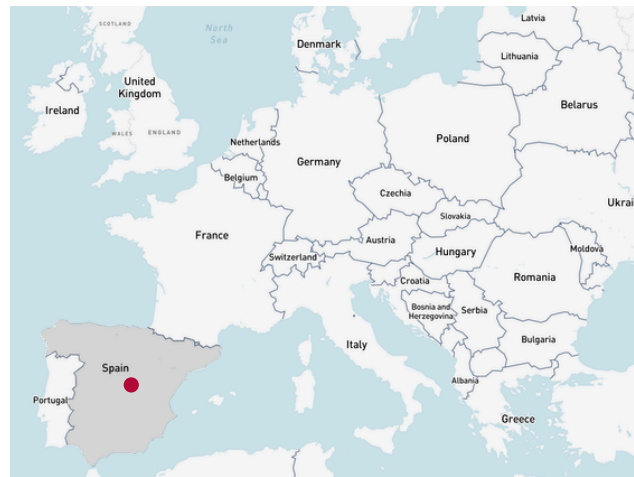 SCOTLAND
North
Sea
Denmark
Latvia
Lithuania
United
Kingdom
Ireland
WALES
ENGLAND
Belarus
Netherlands
Poland
Germany
Belgium
Czechia
Ukrai
Slovakia
France
Austria
Moldova
Switzerland
Hungary
Croatia
Romania
Bosnia and
Herzegovina
Serbia
Italy
Bulgaria
Spain
Albania
Portugal
Greece